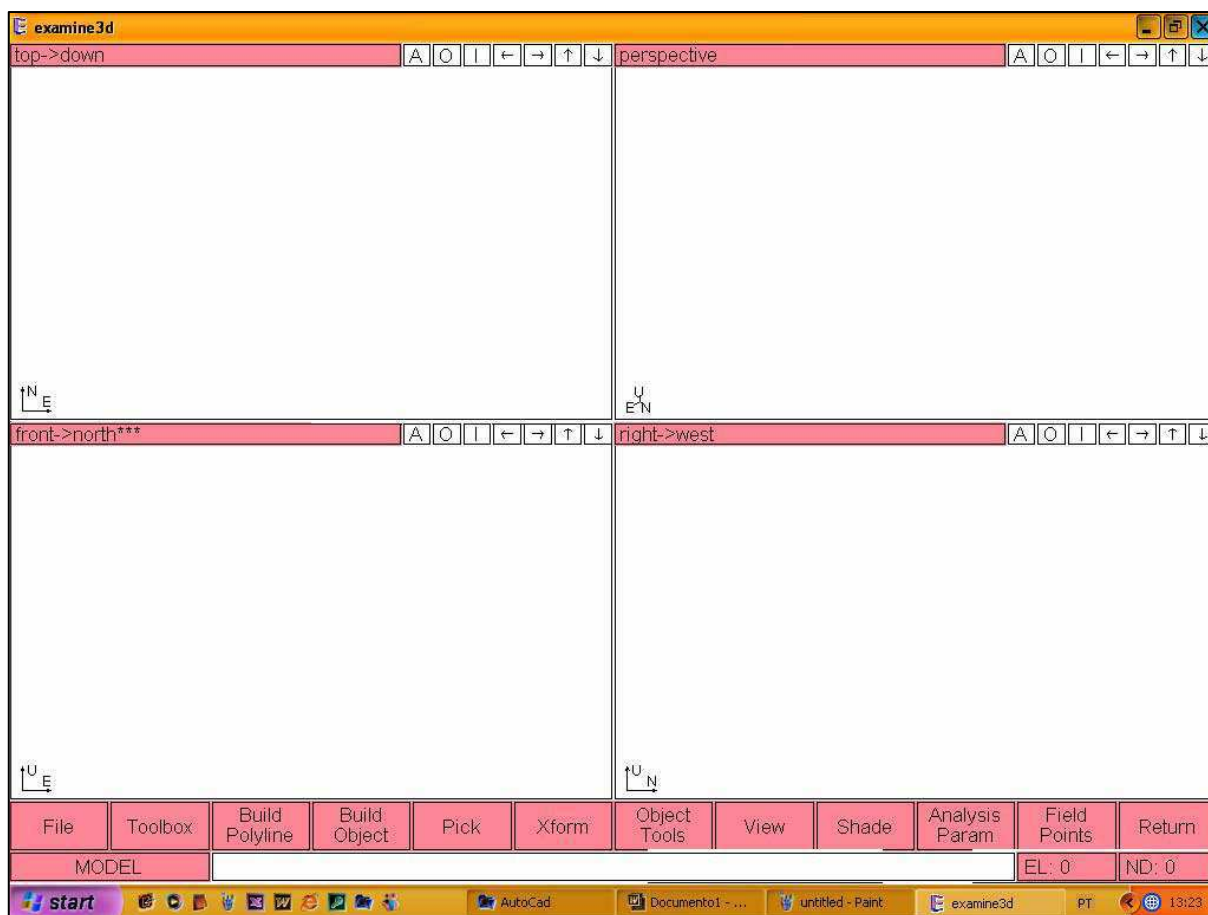 examine3d
top->down A O I ← → ↑ ↓ perspective A O I ← → ↑ ↓
N
E
U
E N
front->north*** A O I ← → ↑ ↓ right->west A O I ← → ↑ ↓
U
E
U
N
File Toolbox Build Polyline Build Object Pick Xform Object Tools View Shade Analysis Param Field Points Return
MODEL EL: 0 ND: 0
start AutoCad Documento1 - ... untitled - Paint examine3d PT 13:23